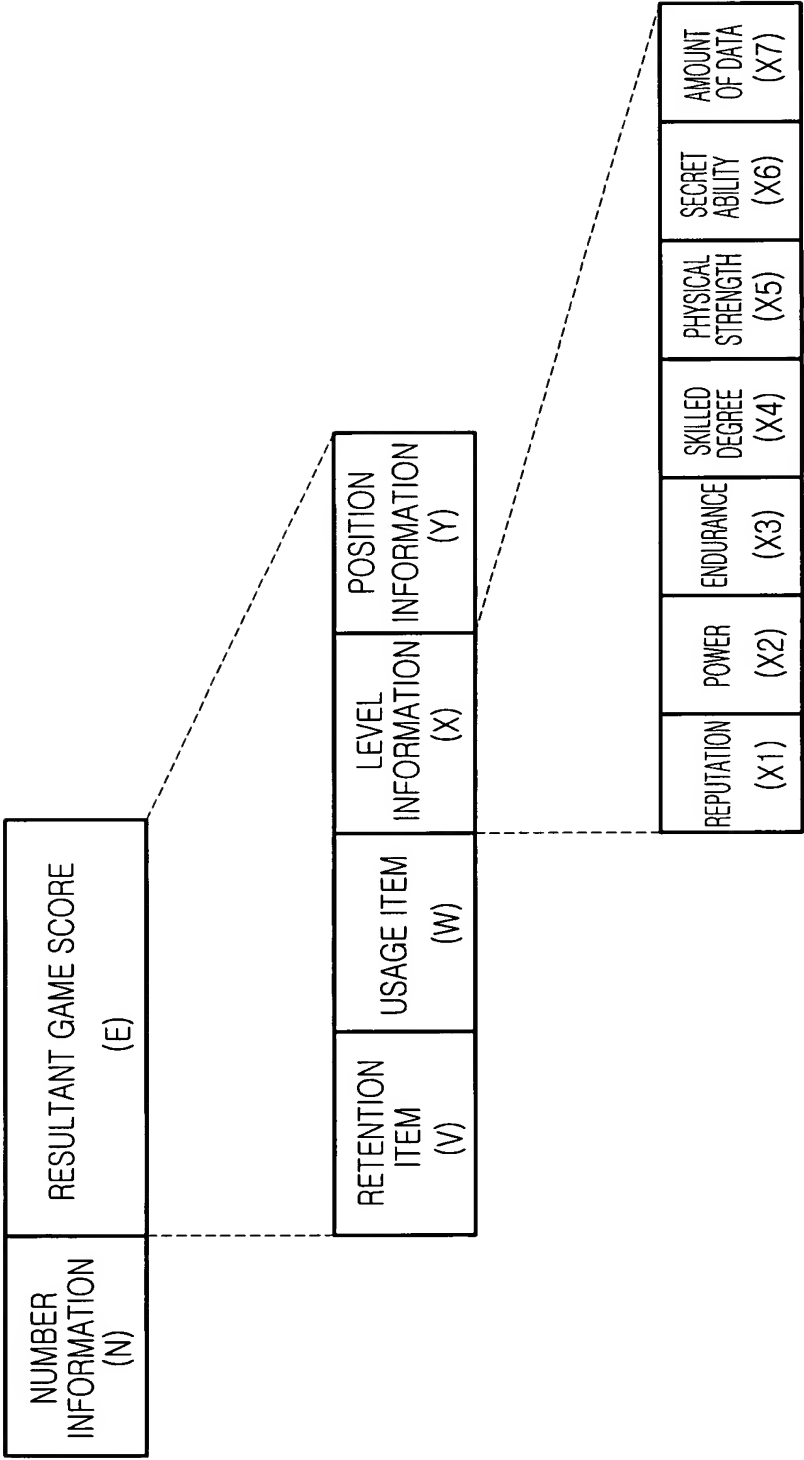 NUMBER
INFORMATION
(N)
RESULTANT GAME SCORE
(E)
RETENTION
ITEM
(V)
USAGE ITEM
(W)
LEVEL
INFORMATION
(X)
POSITION
INFORMATION
(Y)
REPUTATION
(X1)
POWER
(X2)
ENDURANCE
(X3)
SKILLED
DEGREE
(X4)
PHYSICAL
STRENGTH
(X5)
SECRET
ABILITY
(X6)
AMOUNT
OF DATA
(X7)